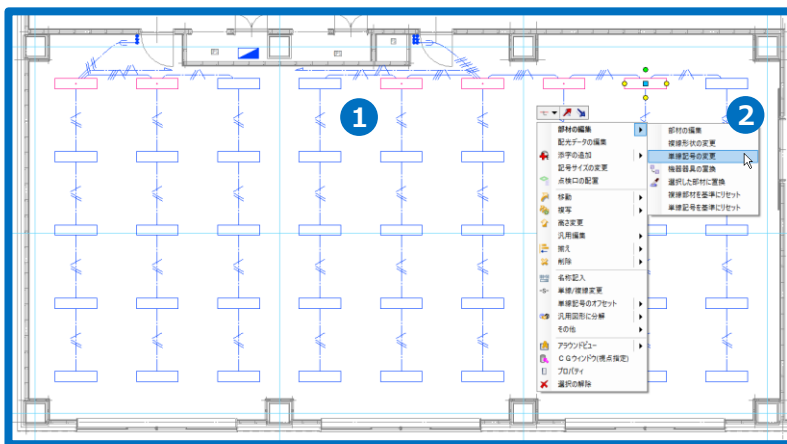 1
2
部材の編集
配光データの編集
添字の追加
記号サイズの変更
点検口の配置
移動
複写
高さ変更
汎用編集
揃え
削除
名称記入
単線/複線変更
単線記号のオフセット
汎用図形に分解
その他
アラウンドビュー
CGウィンドウ(視点指定)
プロパティ
選択の解除
部材の編集
複線形状の変更
単線記号の変更
機器器具の置換
選択した部材に置換
複線部材を基準にリセット
単線記号を基準にリセット